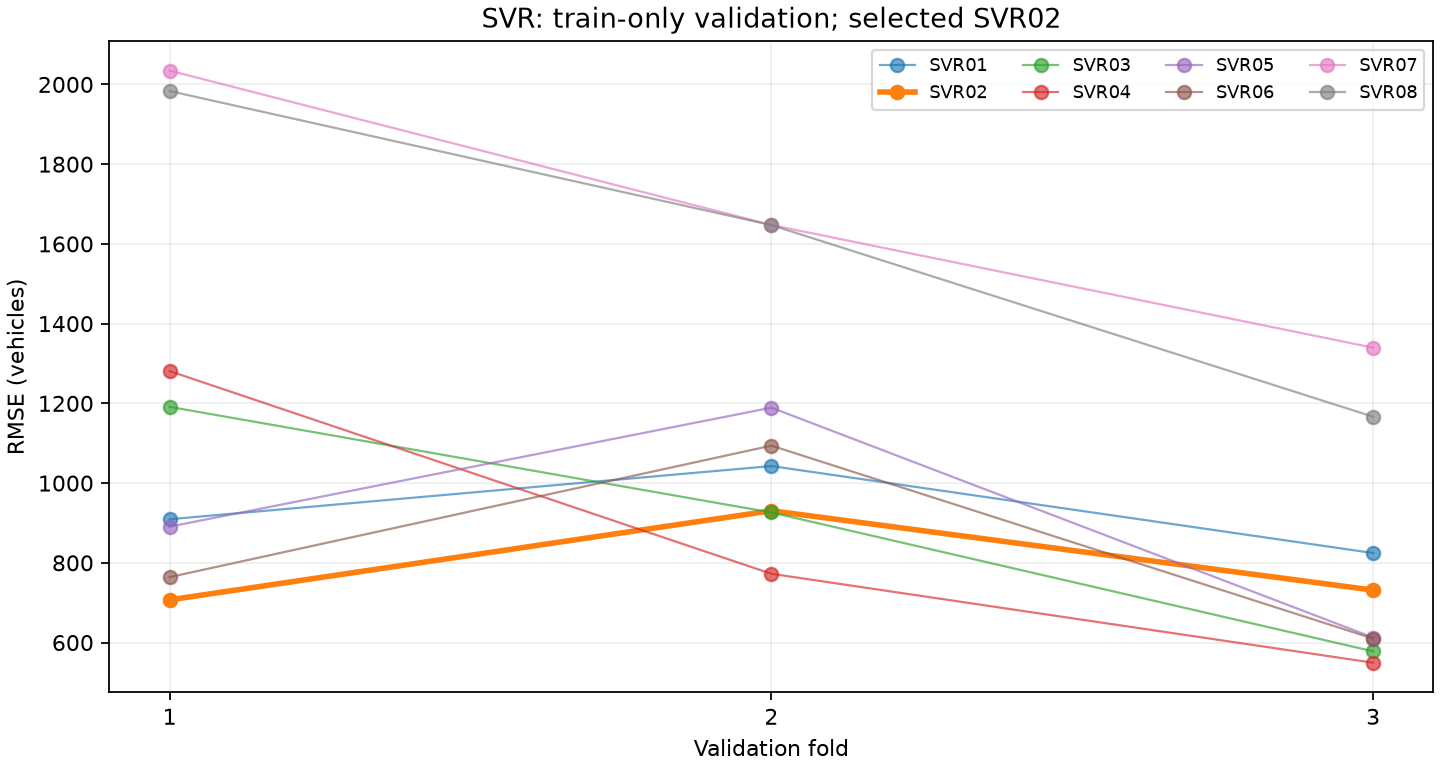 SVR: train-only validation; selected SVR02
SVR01 SVR03 SVR05 SVR07
SVR02 SVR04 SVR06 SVR08
RMSE (vehicles)
2000
1800
1600
1400
1200
1000
800
600
1 2 3
Validation fold